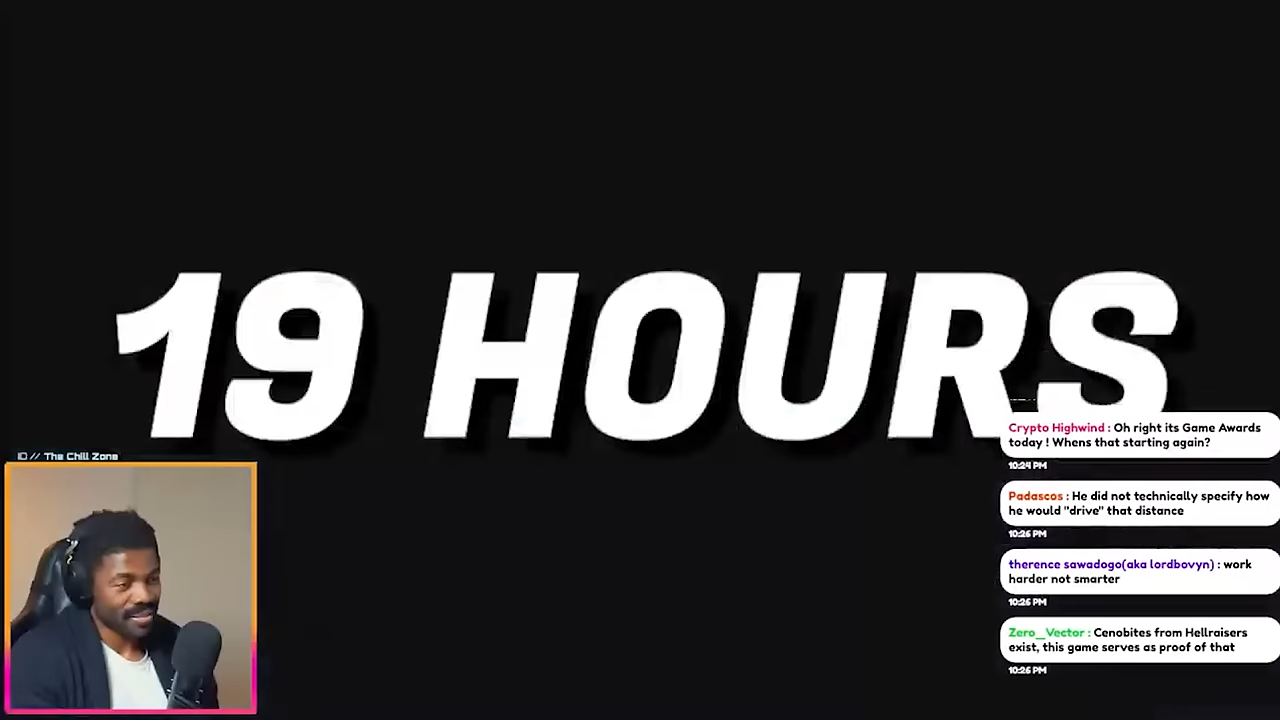 19 HOURS
Crypto Highwind : Oh right its Game Awards
today ! Whens that starting again?
10:24 PM
ID // The Chill Zone
Padascos : He did not technically specify how
he would "drive" that distance
10:26 PM
therence sawadogo(aka lordbovyn) : work
harder not smarter
10:26 PM
Zero__Vector : Cenobites from Hellraisers
exist, this game serves as proof of that
10:26 PM